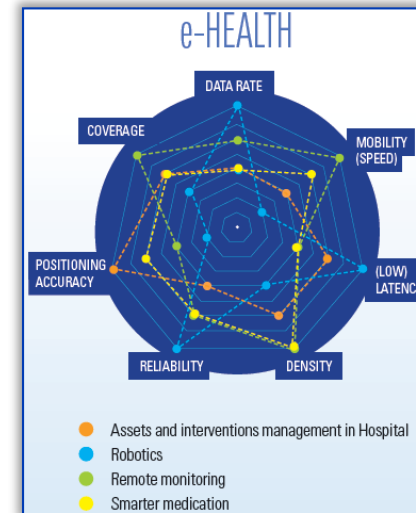 e-HEALTH
DATA RATE
COVERAGE
MOBILITY
(SPEED)
POSITIONING
ACCURACY
(LOW)
LATENC
RELIABILITY
DENSITY
Assets and interventions management in Hospital
Robotics
Remote monitoring
Smarter medication